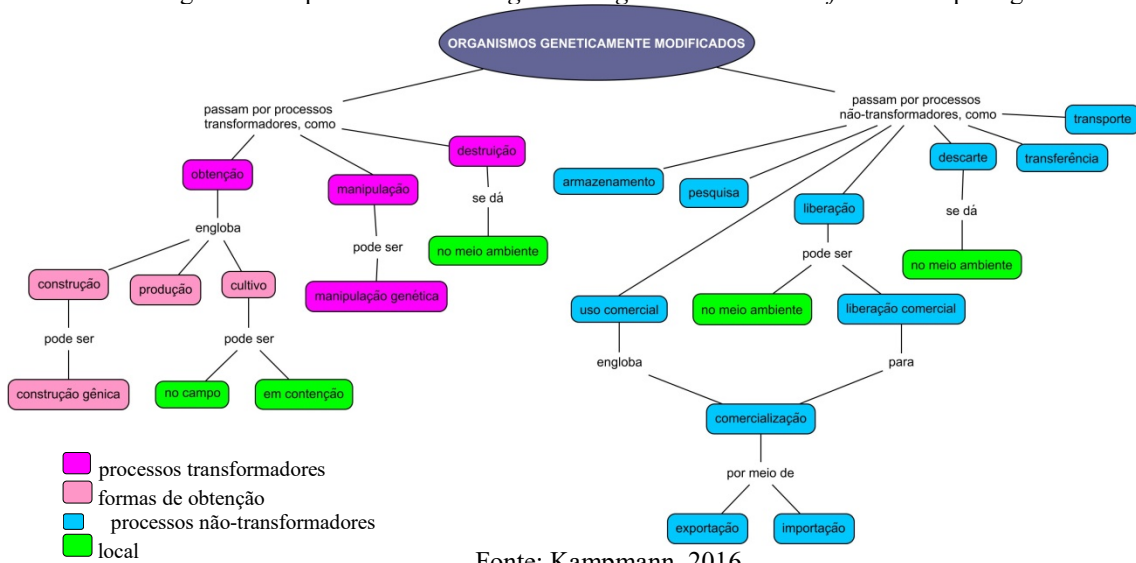 ORGANISMOS GENETICAMENTE MODIFICADOS
passam por processos
transformadores, como
obtenção
engloba
construção
pode ser
construção gênica
produção
cultivo
pode ser
no campo
em contenção
manipulação
pode ser
manipulação genética
destruição
se dá
no meio ambiente
passam por processos
não-transformadores, como
armazenamento
pesquisa
uso comercial
engloba
liberação
pode ser
no meio ambiente
liberação comercial
para
comercialização
por meio de
exportação
importação
descarte
se dá
no meio ambiente
transferência
transporte
processos transformadores
formas de obtenção
processos não-transformadores
local
Fonte: Kampmann, 2016